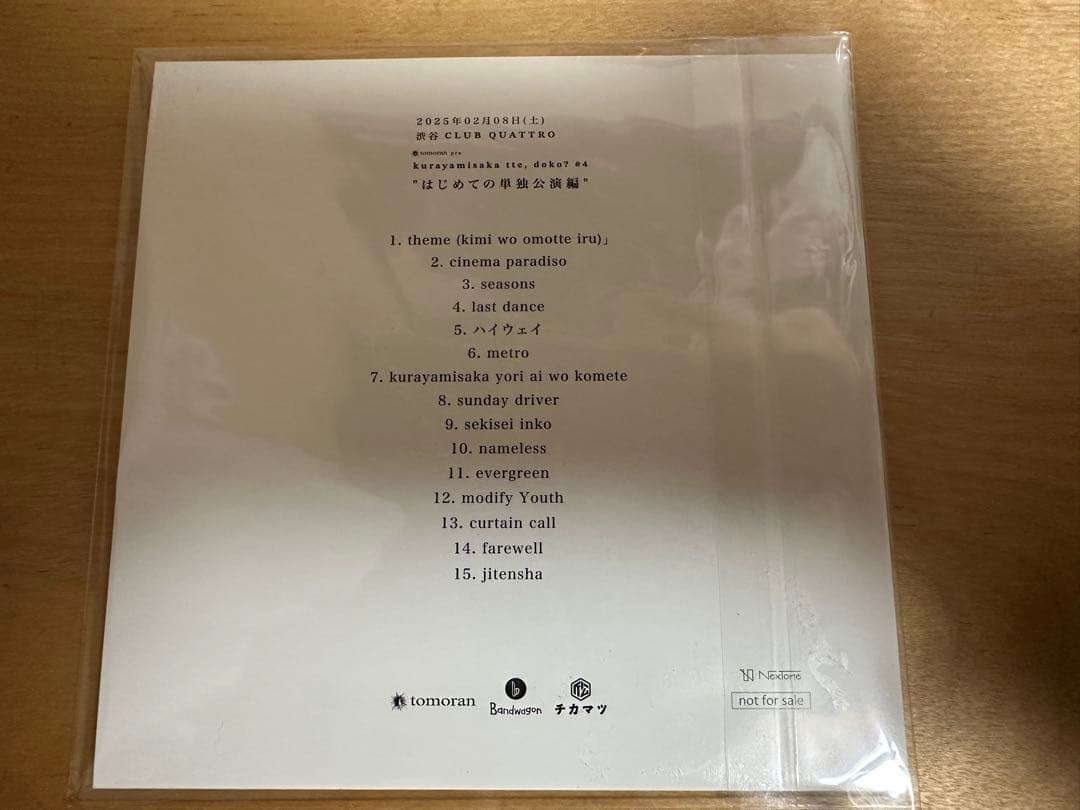 2025年02月08日(土)
渋谷 CLUB QUATTRO
tomoran pre
kurayamisaka tte, doko? #4
"はじめての単独公演編"
1. theme (kimi wo omotte iru)」
2. cinema paradiso
3. seasons
4. last dance
5. ハイウェイ
6. metro
7. kurayamisaka yori ai wo komete
8. sunday driver
9. sekisei inko
10. nameless
11. evergreen
12. modify Youth
13. curtain call
14. farewell
15. jitensha
tomoran
Bandwagon
チカマツ
NexTone
not for sale